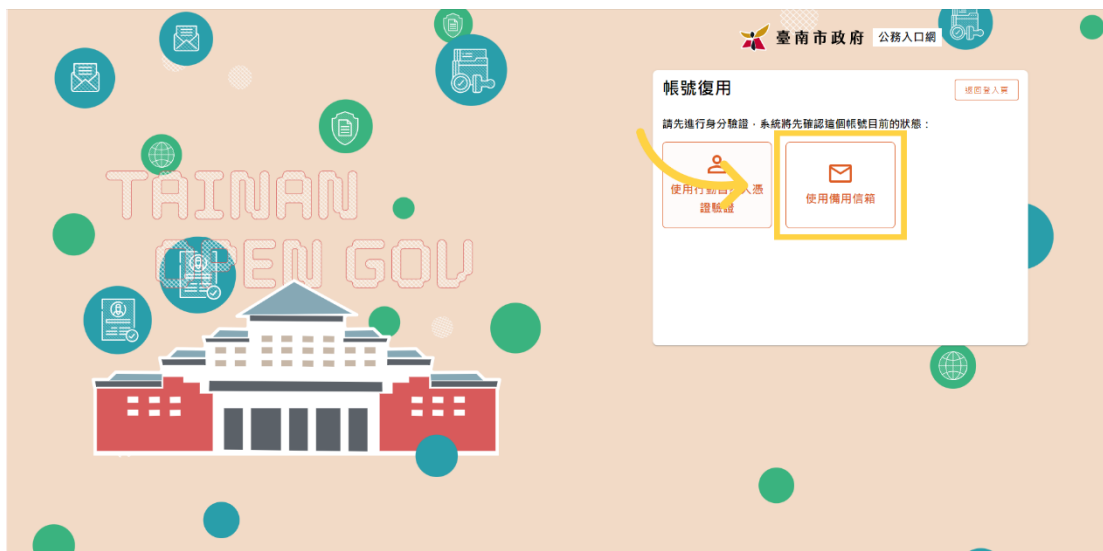 臺南市政府 公務入口網
帳號復用
返回登入頁
請先進行身分驗證，系統將先確認這個帳號目前的狀態：
使用行動自然人憑
證驗證
使用備用信箱
TAINAN
OPEN GOV